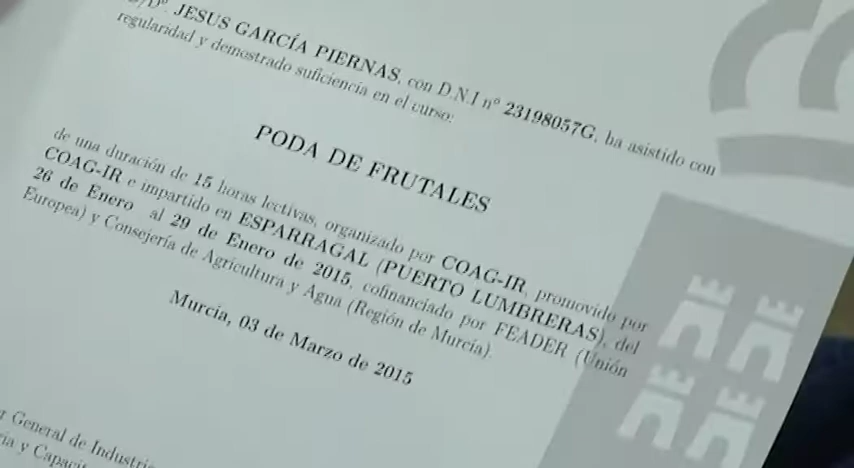 Dº. JESUS GARCÍA PIERNAS, con D.N.I nº 23198057G, ha asistido con
regularidad y demostrado suficiencia en el curso:
PODA DE FRUTALES
de una duración de 15 horas lectivas, organizado por COAG-IR, promovido por
COAG-IR e impartido en ESPARRAGAL (PUERTO LUMBRERAS), del
26 de Enero al 29 de Enero de 2015, cofinanciado por FEADER (Unión
Europea) y Consejería de Agricultura y Agua (Región de Murcia).
Murcia, 03 de Marzo de 2015
General de Industria
y Capacit